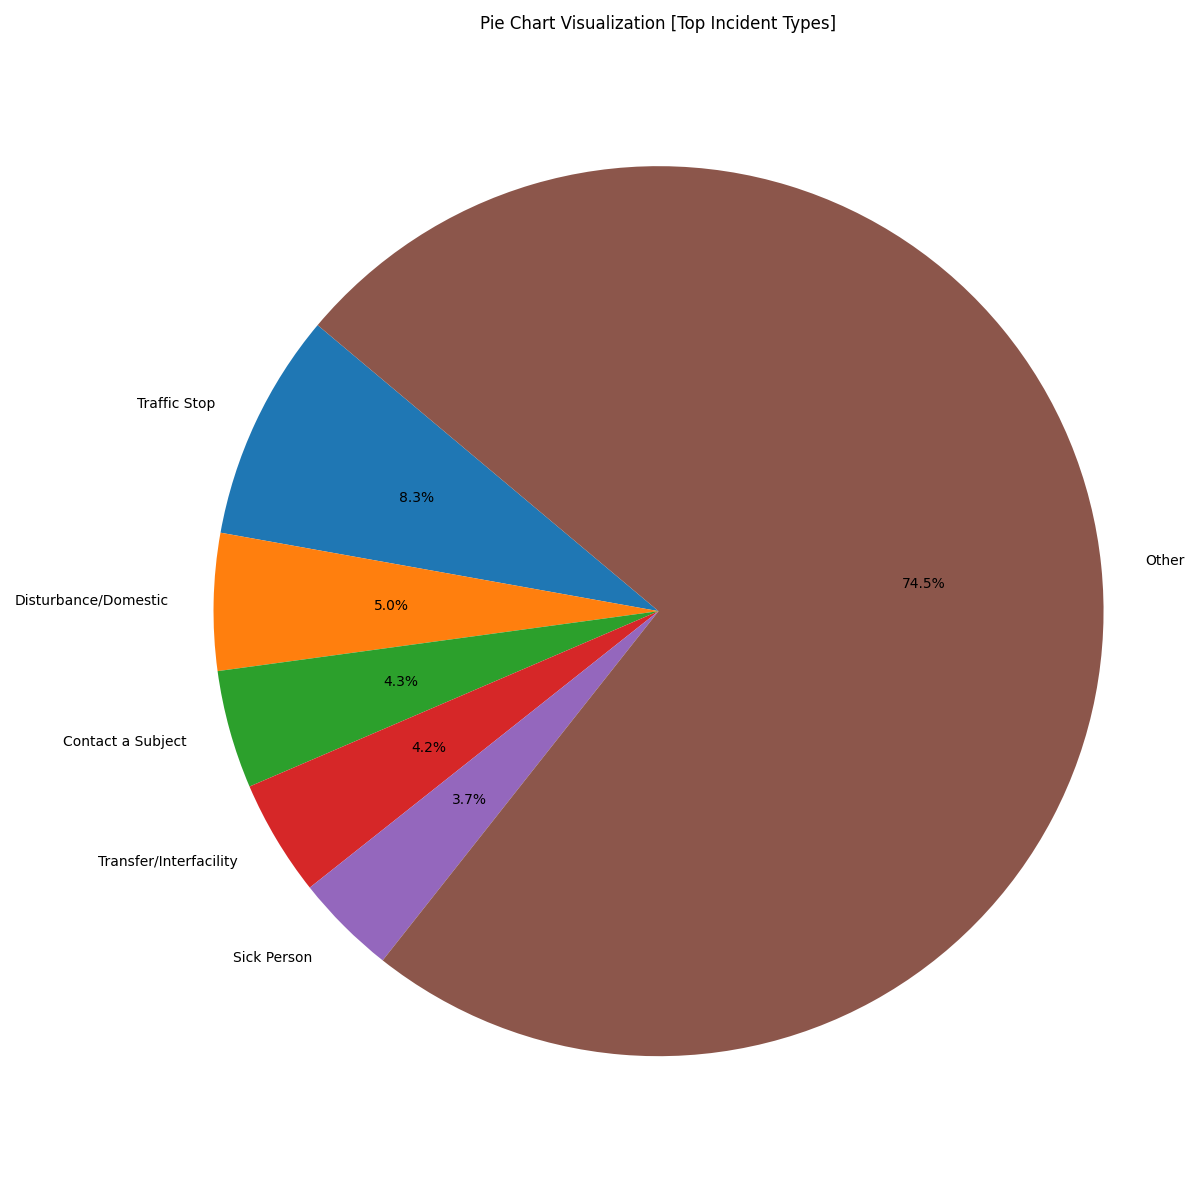 Pie Chart Visualization [Top Incident Types]
Traffic Stop
8.3%
Other
74.5%
Disturbance/Domestic
5.0%
Contact a Subject
4.3%
Transfer/Interfacility
4.2%
Sick Person
3.7%